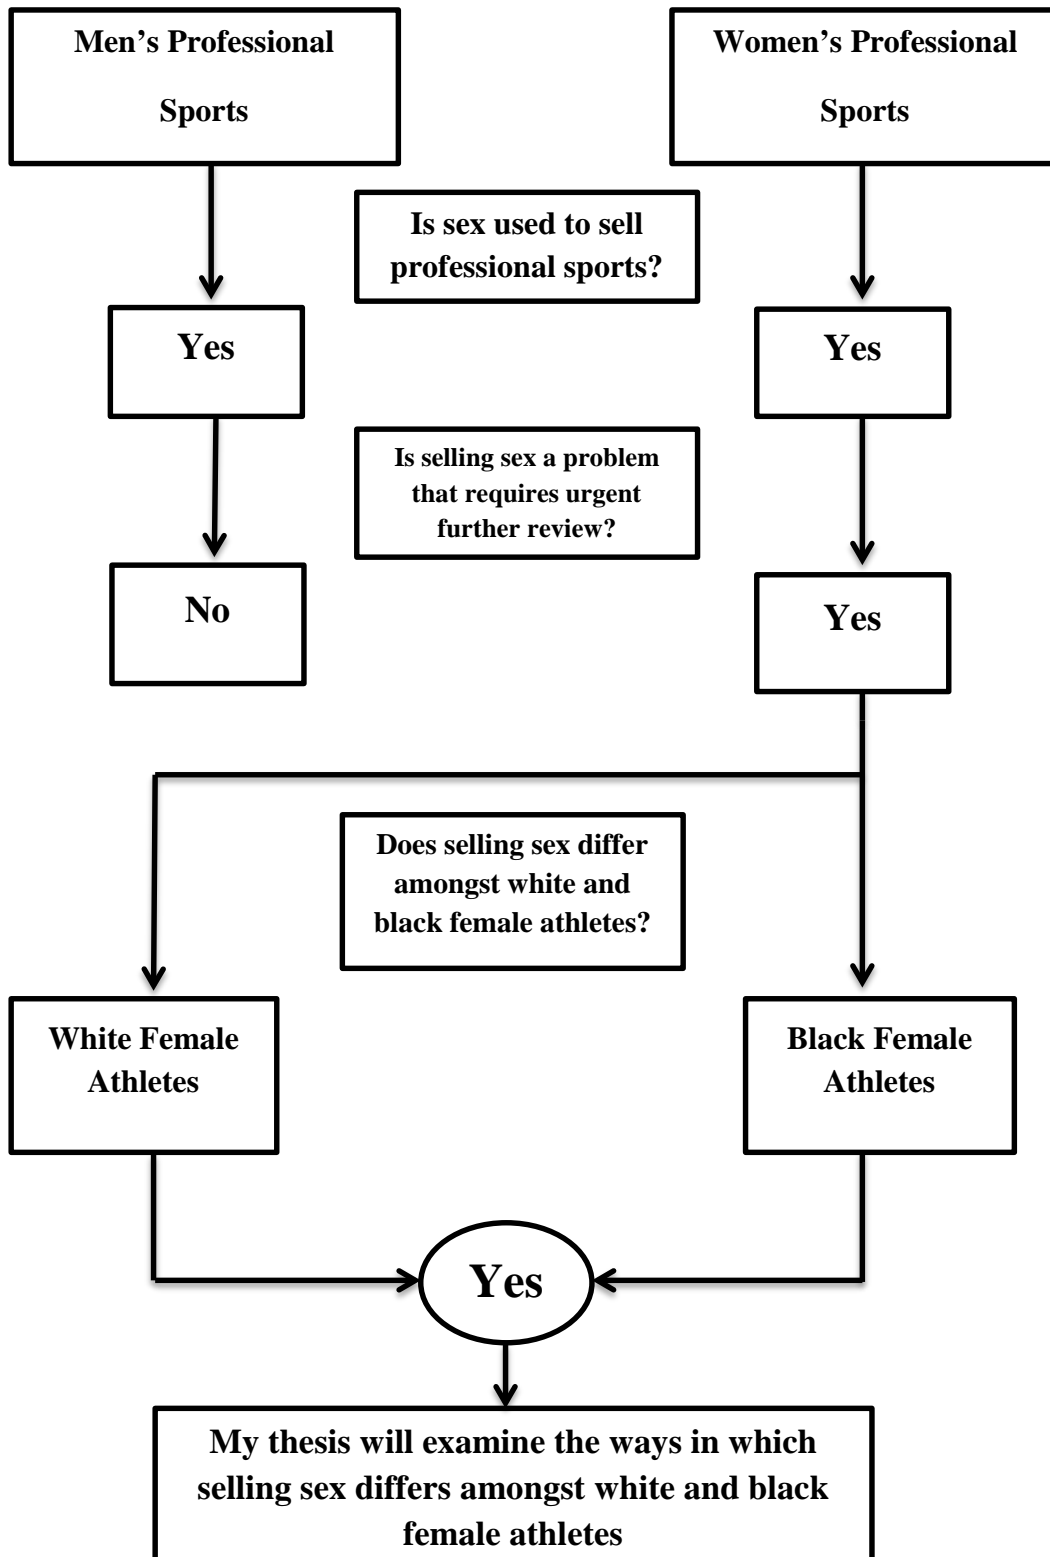 Men’s Professional
Sports
Women’s Professional
Sports
Is sex used to sell
professional sports?
Yes
Yes
Is selling sex a problem
that requires urgent
further review?
No
Yes
Does selling sex differ
amongst white and
black female athletes?
White Female
Athletes
Black Female
Athletes
Yes
My thesis will examine the ways in which
selling sex differs amongst white and black
female athletes